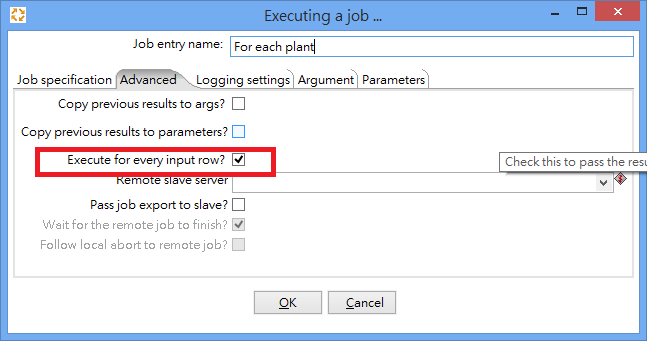 Executing a job ...
Job entry name: For each plant
Job specification Advanced Logging settings Argument Parameters
Copy previous results to args?
Copy previous results to parameters?
Execute for every input row?
Check this to pass the resu
Remote slave server
Pass job export to slave?
Wait for the remote job to finish?
Follow local abort to remote job?
OK Cancel